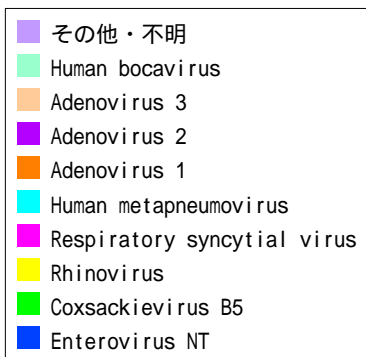 その他・不明
Human bocavirus
Adenovirus 3
Adenovirus 2
Adenovirus 1
Human metapneumovirus
Respiratory syncytial virus
Rhinovirus
Coxsackievirus B5
Enterovirus NT